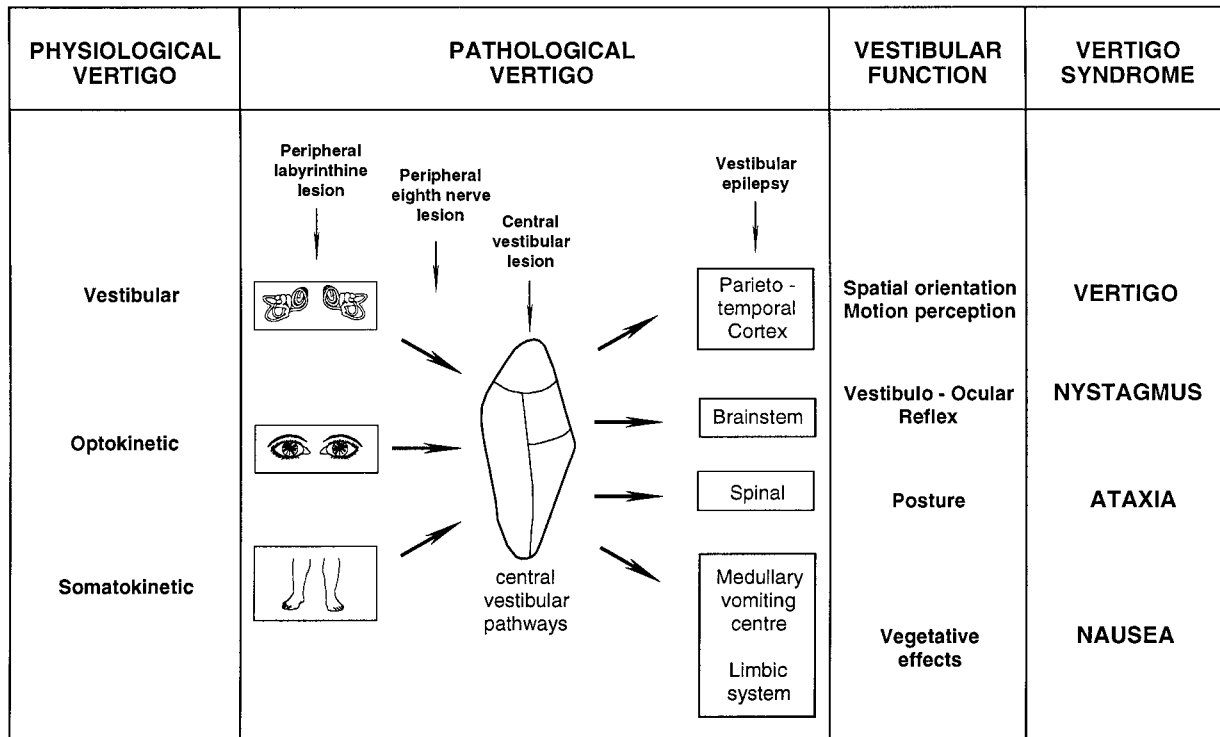 PHYSIOLOGICAL
VERTIGO
PATHOLOGICAL
VERTIGO
VESTIBULAR
FUNCTION
VERTIGO
SYNDROME
Peripheral
labyrinthine
lesion
Peripheral
eighth nerve
lesion
Central
vestibular
lesion
Vestibular
epilepsy
Vestibular
Parieto -
temporal
Cortex
Spatial orientation
Motion perception
VERTIGO
Optokinetic
Brainstem
Vestibulo - Ocular
Reflex
NYSTAGMUS
Spinal
Posture
ATAXIA
Somatokinetic
central
vestibular
pathways
Medullary
vomiting
centre
Limbic
system
Vegetative
effects
NAUSEA